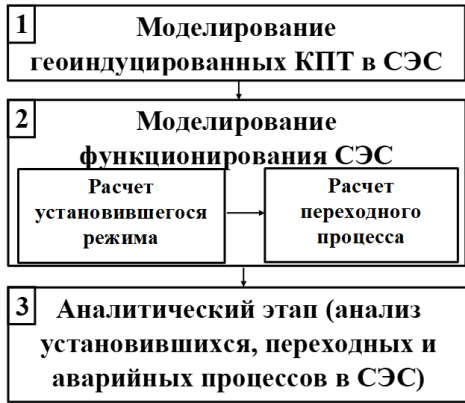 1
Моделирование
геоиндуцированных КПТ в СЭС
2
Моделирование
функционирования СЭС
Расчет
установившегося
режима
Расчет
переходного
процесса
3
Аналитический этап (анализ
установившихся, переходных и
аварийных процессов в СЭС)